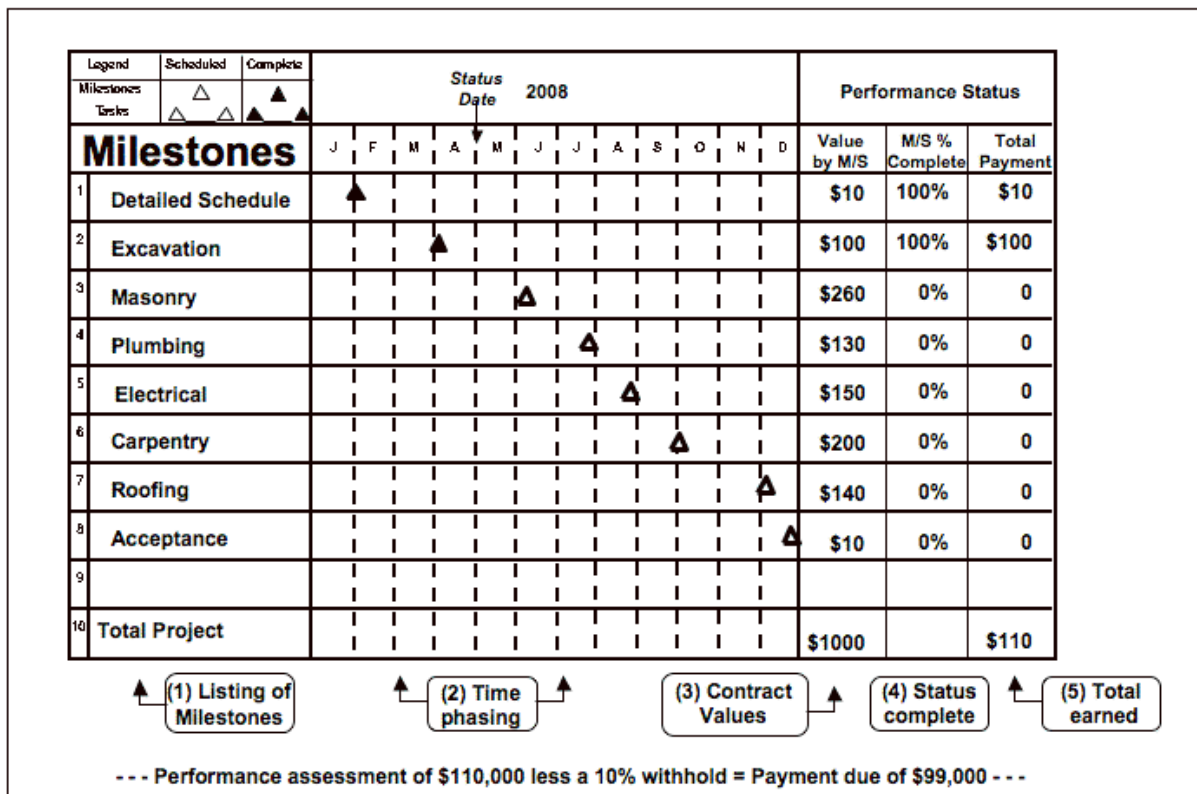 Legend Scheduled Complete
Milestones
Tasks
Status
Date 2008
Performance Status
Milestones J F M A M J J A S O N D Value by M/S M/S % Complete Total Payment
1 Detailed Schedule $10 100% $10
2 Excavation $100 100% $100
3 Masonry $260 0% 0
4 Plumbing $130 0% 0
5 Electrical $150 0% 0
6 Carpentry $200 0% 0
7 Roofing $140 0% 0
8 Acceptance $10 0% 0
9
10 Total Project $1000 $110
(1) Listing of Milestones
(2) Time phasing
(3) Contract Values
(4) Status complete
(5) Total earned
- - - Performance assessment of $110,000 less a 10% withhold = Payment due of $99,000 - - -